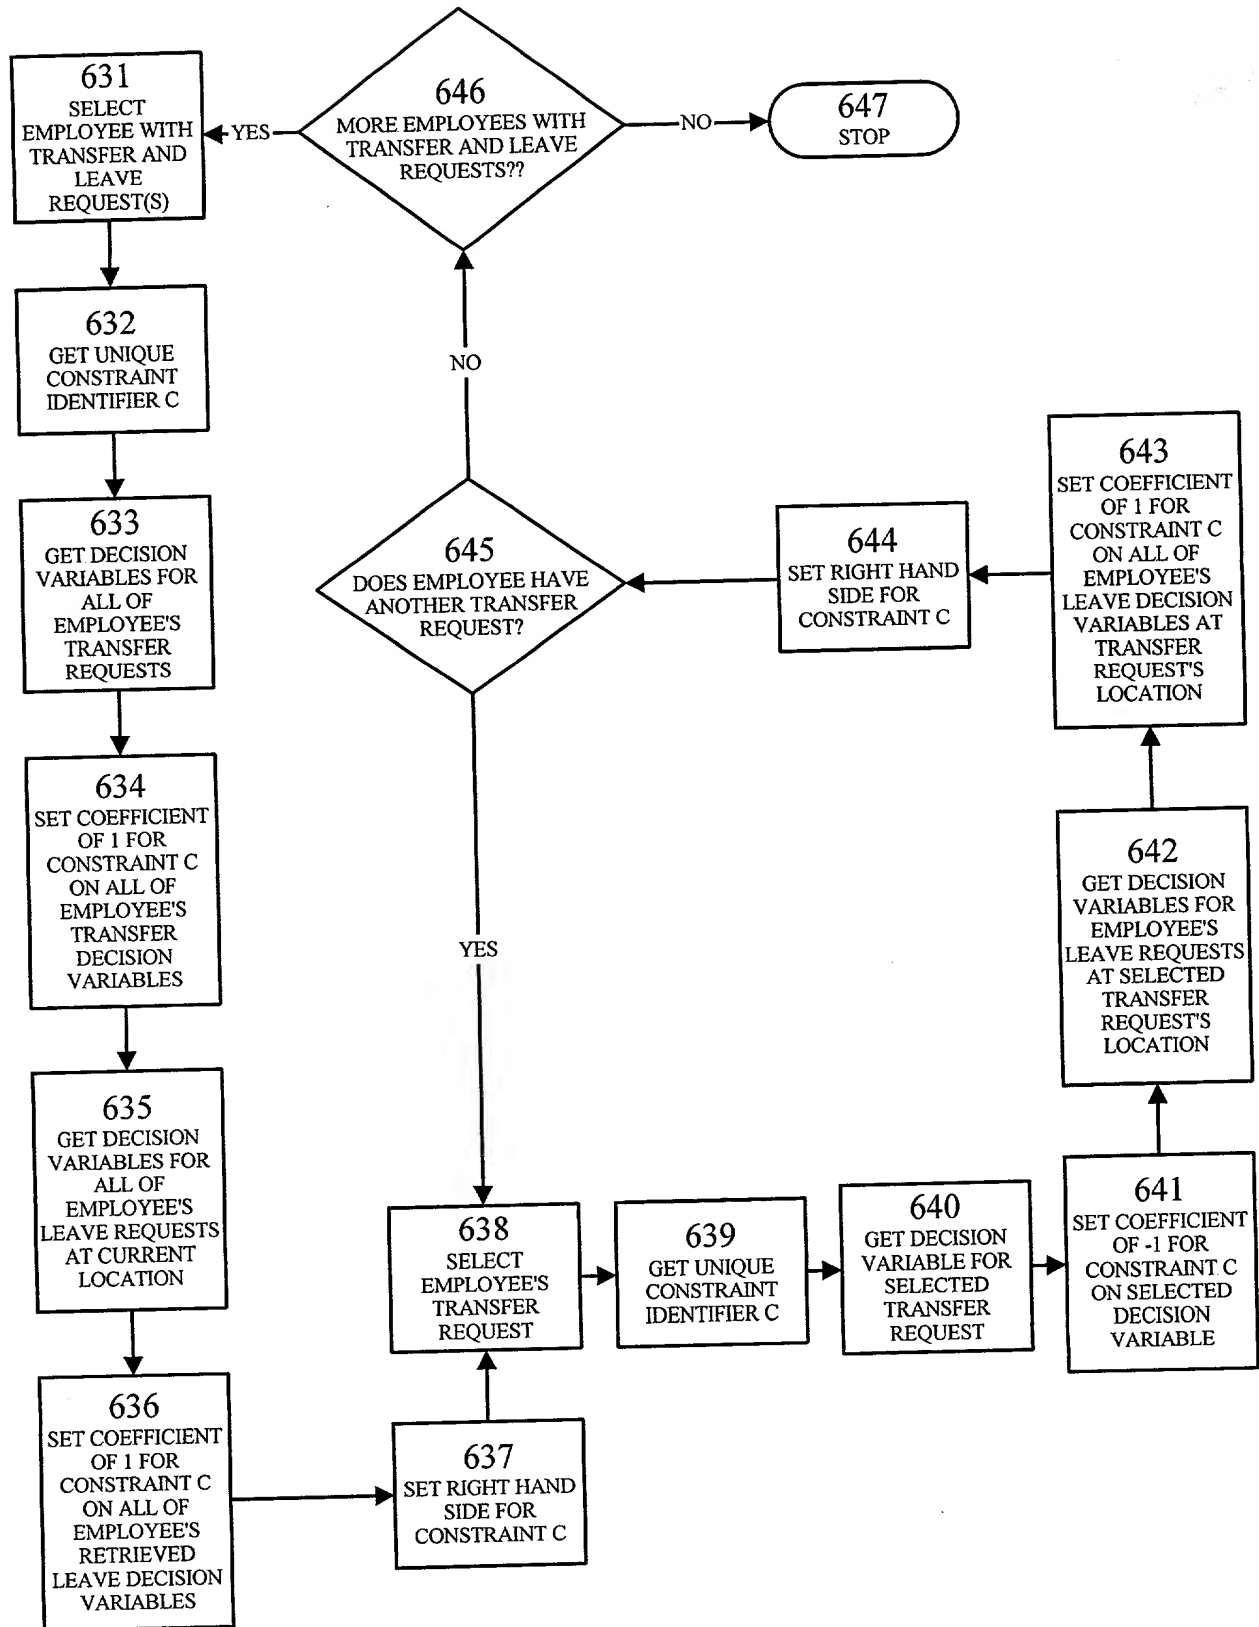 631
SELECT
EMPLOYEE WITH
TRANSFER AND
LEAVE
REQUEST(S)
YES
646
MORE EMPLOYEES WITH
TRANSFER AND LEAVE
REQUESTS??
NO
647
STOP
632
GET UNIQUE
CONSTRAINT
IDENTIFIER C
633
GET DECISION
VARIABLES FOR
ALL OF
EMPLOYEE'S
TRANSFER
REQUESTS
634
SET COEFFICIENT
OF 1 FOR
CONSTRAINT C
ON ALL OF
EMPLOYEE'S
TRANSFER
DECISION
VARIABLES
635
GET DECISION
VARIABLES FOR
ALL OF
EMPLOYEE'S
LEAVE REQUESTS
AT CURRENT
LOCATION
636
SET COEFFICIENT
OF 1 FOR
CONSTRAINT C
ON ALL OF
EMPLOYEE'S
RETRIEVED
LEAVE DECISION
VARIABLES
637
SET RIGHT HAND
SIDE FOR
CONSTRAINT C
638
SELECT
EMPLOYEE'S
TRANSFER
REQUEST
639
GET UNIQUE
CONSTRAINT
IDENTIFIER C
640
GET DECISION
VARIABLE FOR
SELECTED
TRANSFER
REQUEST
641
SET COEFFICIENT
OF -1 FOR
CONSTRAINT C
ON SELECTED
DECISION
VARIABLE
642
GET DECISION
VARIABLES FOR
EMPLOYEE'S
LEAVE REQUESTS
AT SELECTED
TRANSFER
REQUEST'S
LOCATION
643
SET COEFFICIENT
OF 1 FOR
CONSTRAINT C
ON ALL OF
EMPLOYEE'S
LEAVE DECISION
VARIABLES AT
TRANSFER
REQUEST'S
LOCATION
644
SET RIGHT HAND
SIDE FOR
CONSTRAINT C
645
DOES EMPLOYEE HAVE
ANOTHER TRANSFER
REQUEST?
NO
YES